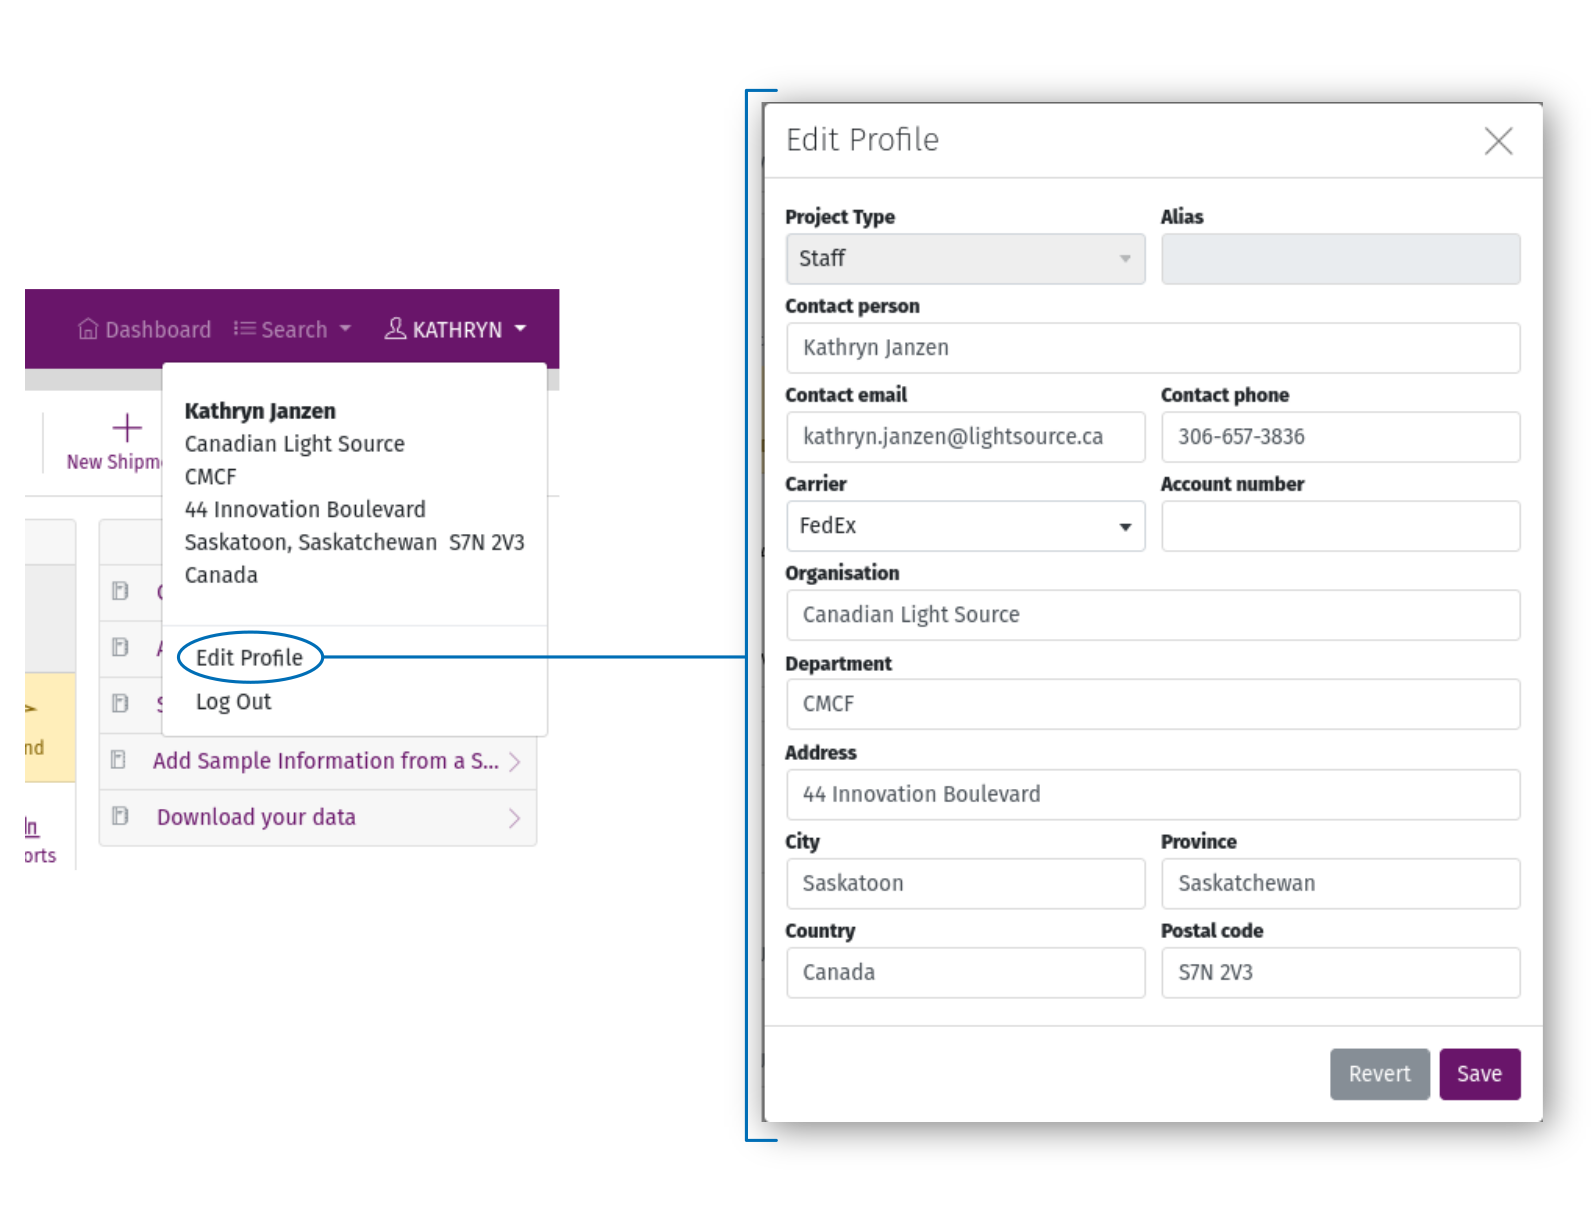 Dashboard Search KATHRYN
Kathryn Janzen
Canadian Light Source
CMCF
44 Innovation Boulevard
Saskatoon, Saskatchewan S7N 2V3
Canada
Edit Profile
Log Out
New Shipm
nd
orts
Add Sample Information from a S...
Download your data
Edit Profile
Project Type Alias
Staff
Contact person
Kathryn Janzen
Contact email Contact phone
kathryn.janzen@lightsource.ca 306-657-3836
Carrier Account number
FedEx
Organisation
Canadian Light Source
Department
CMCF
Address
44 Innovation Boulevard
City Province
Saskatoon Saskatchewan
Country Postal code
Canada S7N 2V3
Revert Save